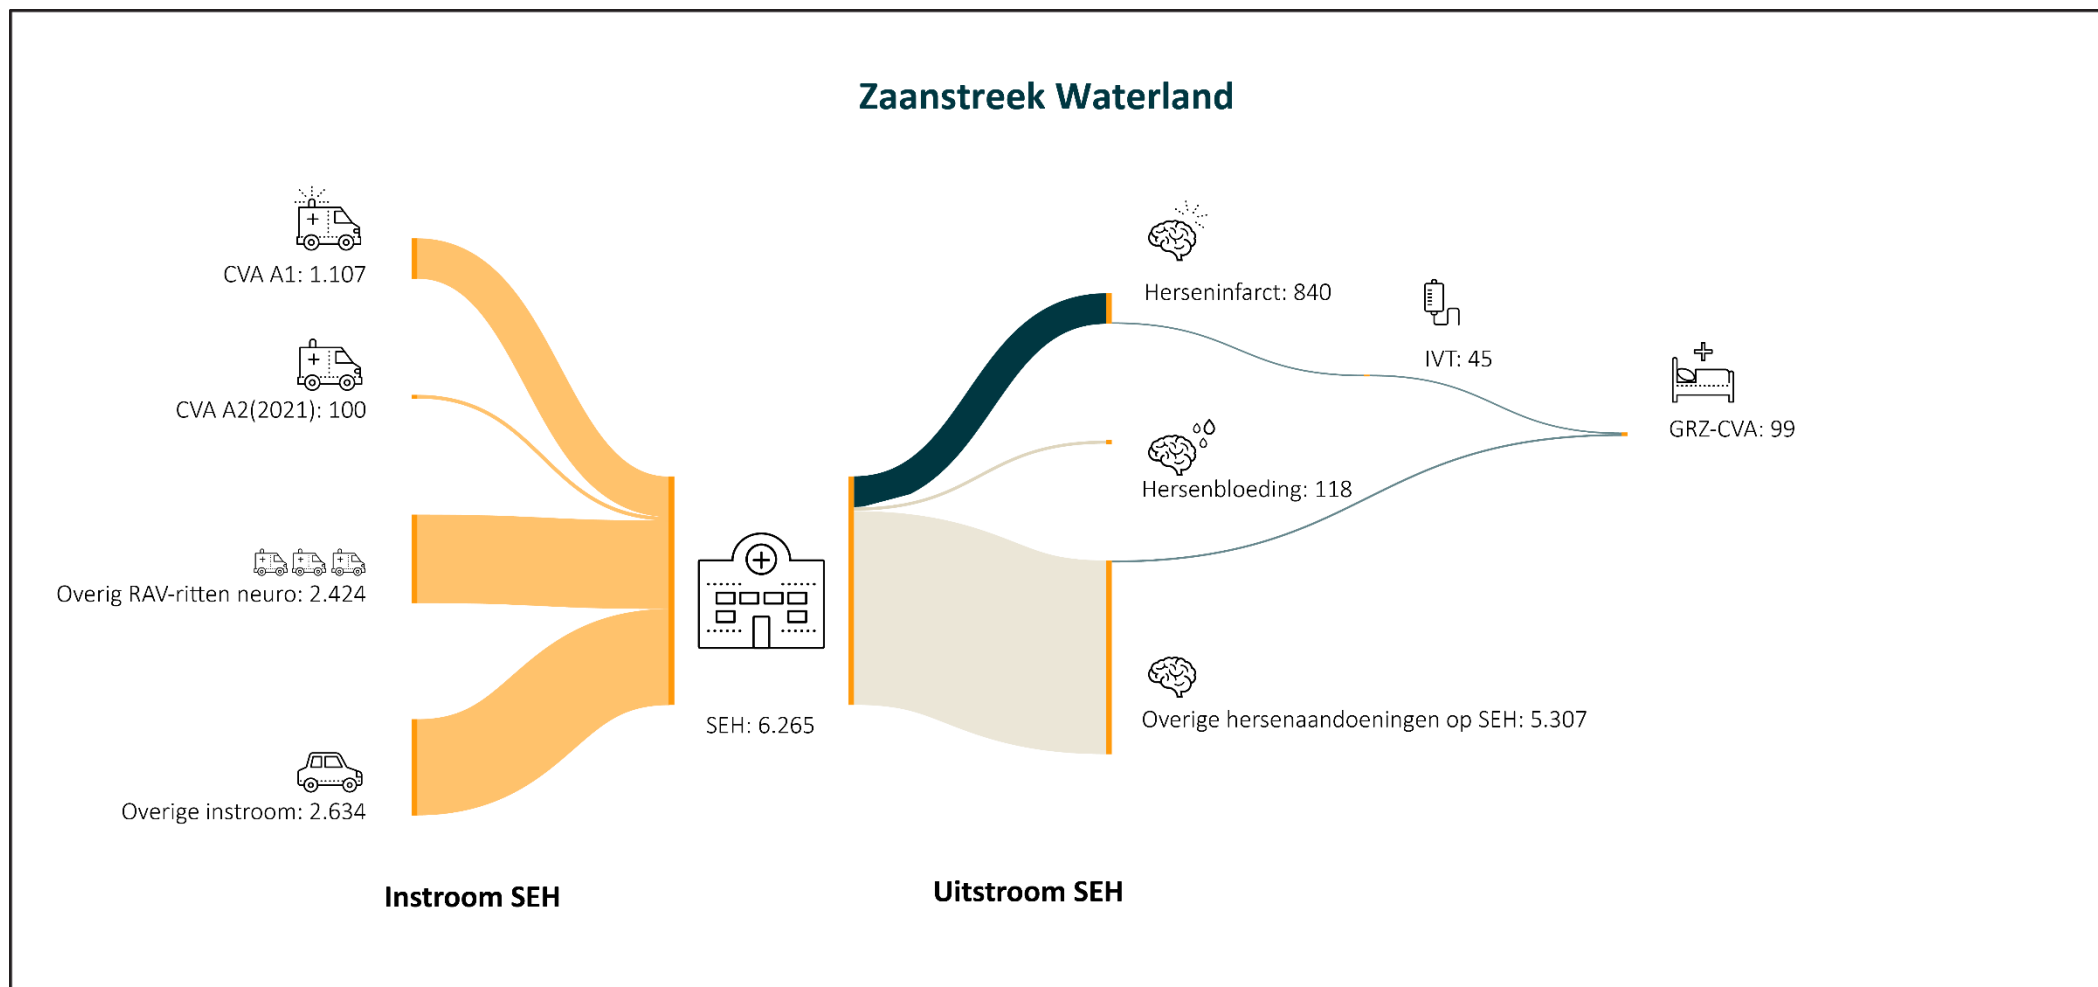 Zaanstreek Waterland
CVA A1: 1.107
CVA A2(2021): 100
Overig RAV-ritten neuro: 2.424
Overige instroom: 2.634
Instroom SEH
SEH: 6.265
Herseninfarct: 840
Hersenbloeding: 118
Overige hersenaandoeningen op SEH: 5.307
Uitstroom SEH
IVT: 45
GRZ-CVA: 99